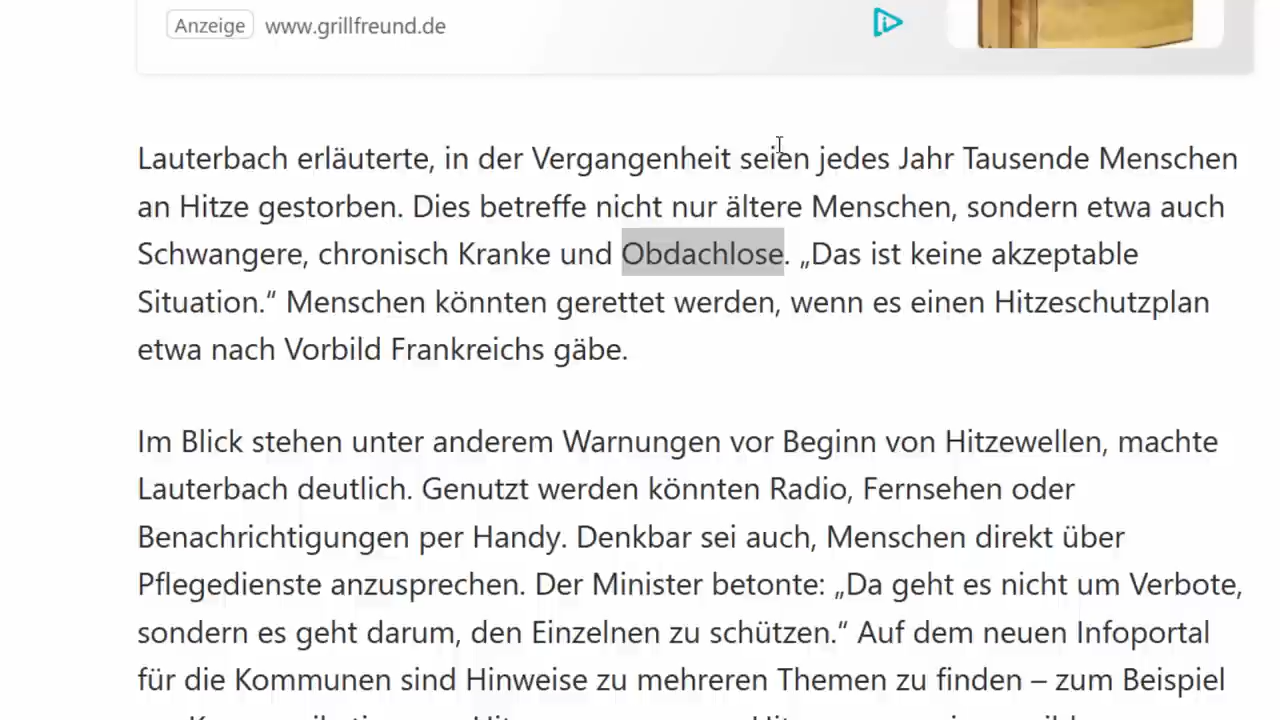 Anzeige www.grillfreund.de
Lauterbach erläuterte, in der Vergangenheit seien jedes Jahr Tausende Menschen
an Hitze gestorben. Dies betreffe nicht nur ältere Menschen, sondern etwa auch
Schwangere, chronisch Kranke und Obdachlose. „Das ist keine akzeptable
Situation.“ Menschen könnten gerettet werden, wenn es einen Hitzeschutzplan
etwa nach Vorbild Frankreichs gäbe.
Im Blick stehen unter anderem Warnungen vor Beginn von Hitzewellen, machte
Lauterbach deutlich. Genutzt werden könnten Radio, Fernsehen oder
Benachrichtigungen per Handy. Denkbar sei auch, Menschen direkt über
Pflegedienste anzusprechen. Der Minister betonte: „Da geht es nicht um Verbote,
sondern es geht darum, den Einzelnen zu schützen.“ Auf dem neuen Infoportal
für die Kommunen sind Hinweise zu mehreren Themen zu finden – zum Beispiel